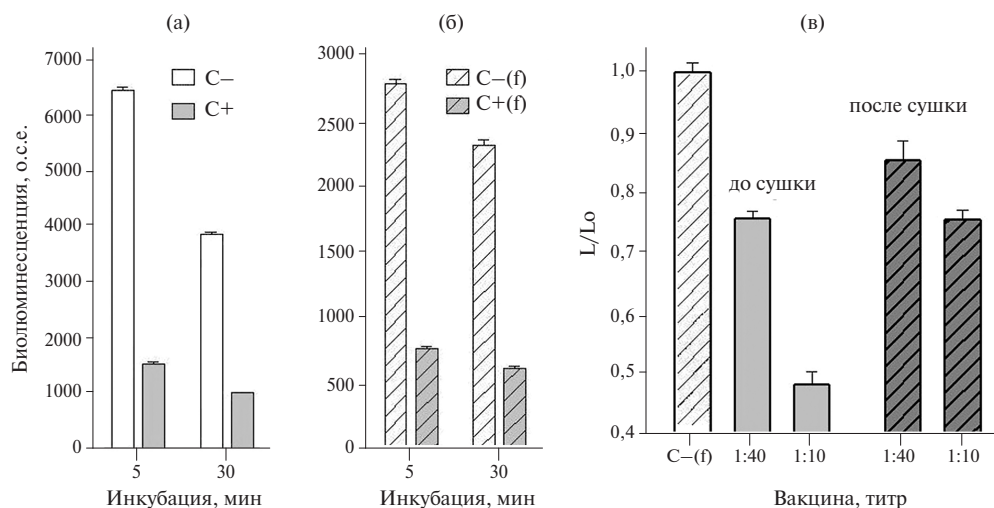 (а)
Биолюминесценция, о.с.е.
7000
6000
5000
4000
3000
2000
1000
0
C−
C+
5
30
Инкубация, мин
(б)
3000
2500
2000
1500
1000
500
0
C−(f)
C+(f)
5
30
Инкубация, мин
(в)
L/Lo
1,0
0,9
0,8
0,7
0,6
0,5
0,4
до сушки
после сушки
C−(f)
1:40
1:10
1:40
1:10
Вакцина, титр